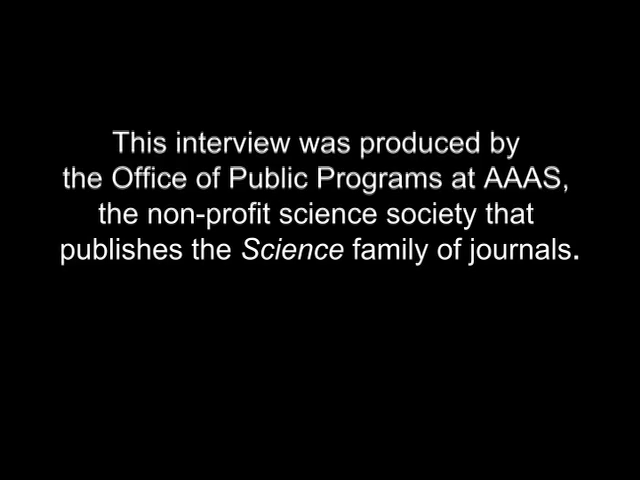 This interview was produced by
the Office of Public Programs at AAAS,
the non-profit science society that
publishes the Science family of journals.